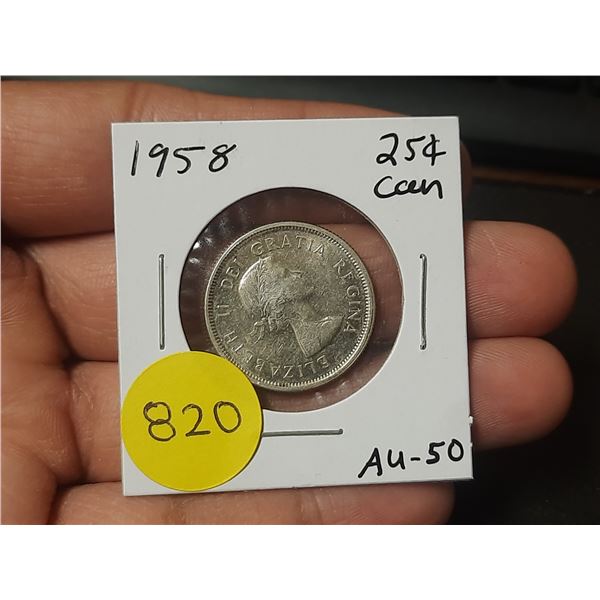 1958
25¢
Can
ELIZABETH II DEI GRATIA REGINA
820
AU-50